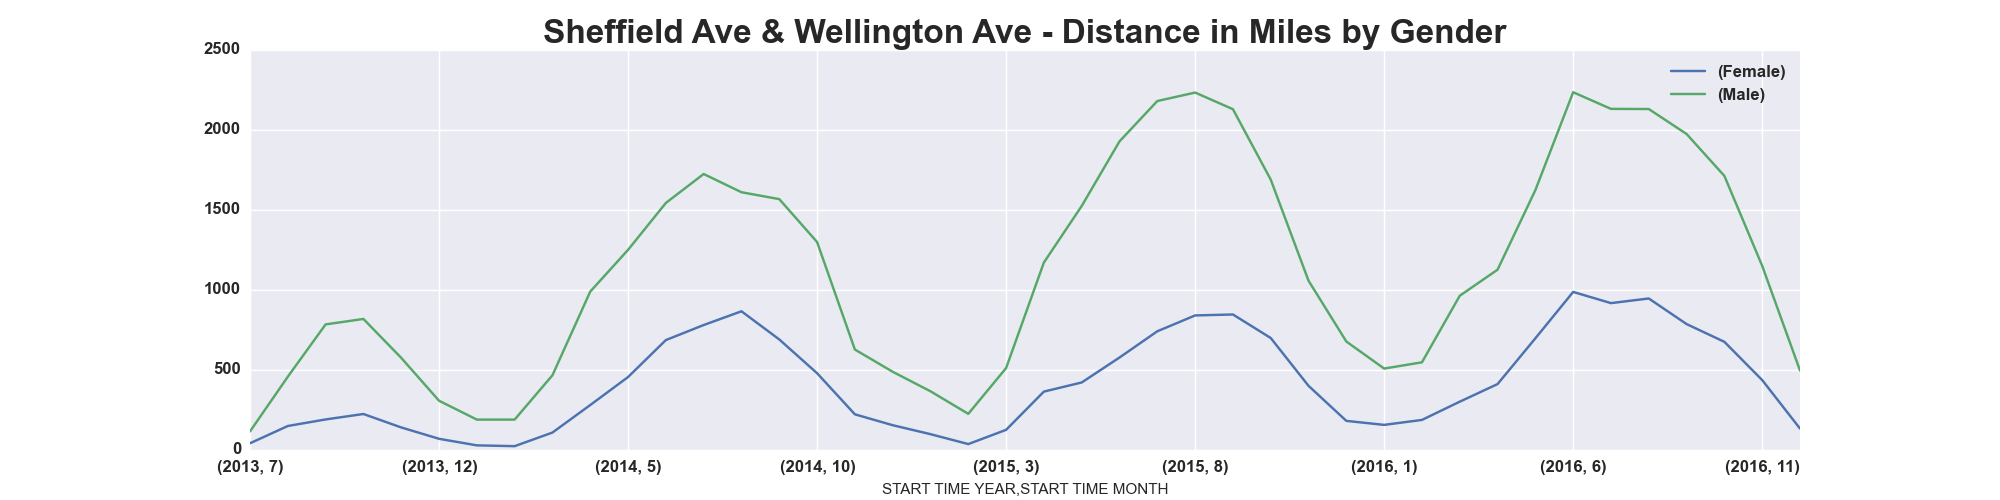 Sheffield Ave & Wellington Ave - Distance in Miles by Gender
2500
2000
1500
1000
500
0
(Female)
(Male)
(2013, 7) (2013, 12) (2014, 5) (2014, 10) (2015, 3) (2015, 8) (2016, 1) (2016, 6) (2016, 11)
START TIME YEAR,START TIME MONTH